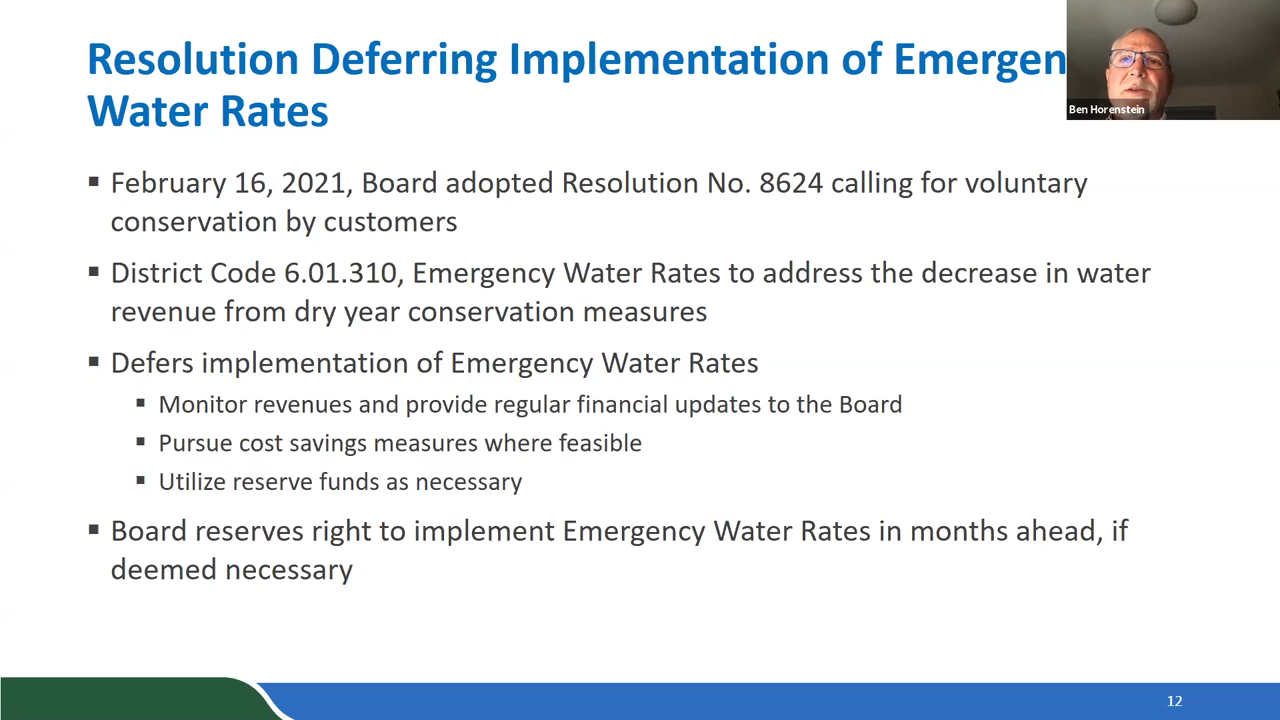 Resolution Deferring Implementation of Emergen
Water Rates
Ben Horenstein
▪ February 16, 2021, Board adopted Resolution No. 8624 calling for voluntary
conservation by customers
▪ District Code 6.01.310, Emergency Water Rates to address the decrease in water
revenue from dry year conservation measures
▪ Defers implementation of Emergency Water Rates
▪ Monitor revenues and provide regular financial updates to the Board
▪ Pursue cost savings measures where feasible
▪ Utilize reserve funds as necessary
▪ Board reserves right to implement Emergency Water Rates in months ahead, if
deemed necessary
12